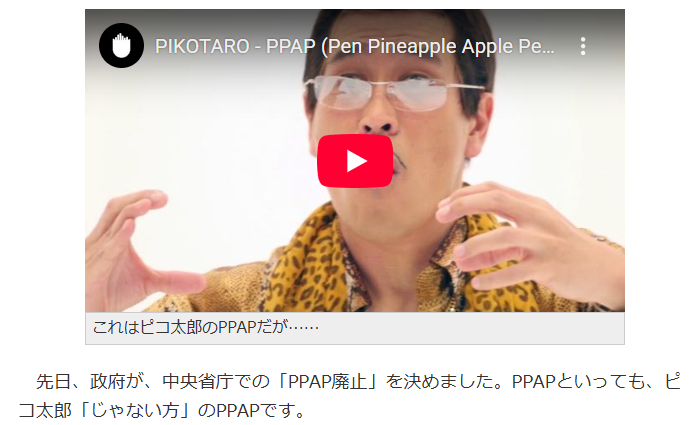 PIKOTARO - PPAP (Pen Pineapple Apple Pe...
これはピコ太郎のPPAPだが……
　先日、政府が、中央省庁での「PPAP廃止」を決めました。PPAPといっても、ピ
コ太郎「じゃない方」のPPAPです。